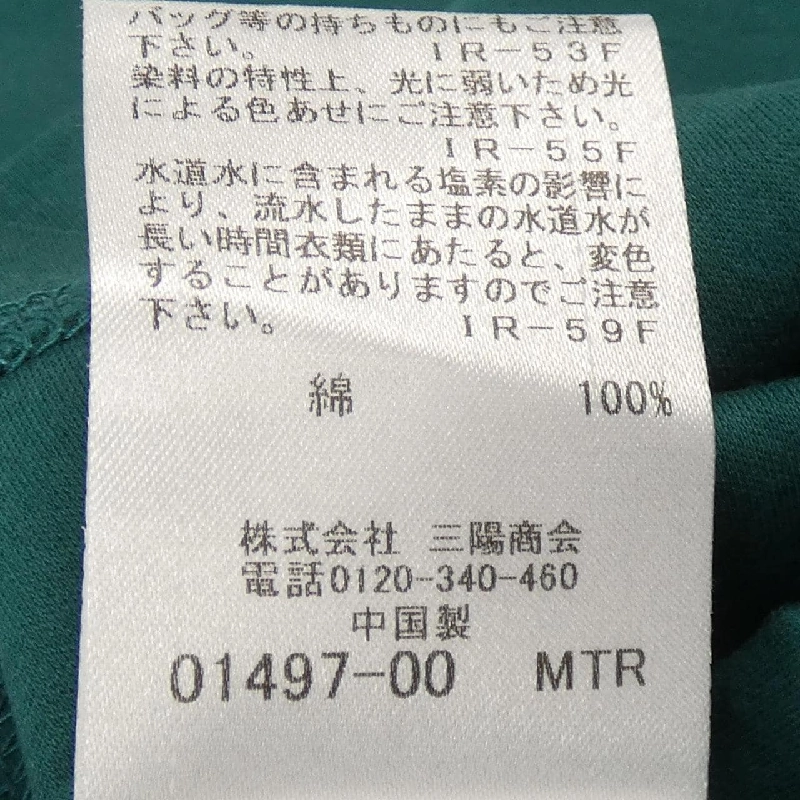 バッグ等の持ちものにもご注意
下さい。 IR-53F
染料の特性上、光に弱いため光
による色あせにご注意下さい。
IR-55F
水道水に含まれる塩素の影響に
より、流水したままの水道水が
長い時間衣類にあたると、変色
することがありますのでご注意
下さい。 IR-59F
綿 100%
株式会社 三陽商会
電話0120-340-460
中国製
01497-00 MTR